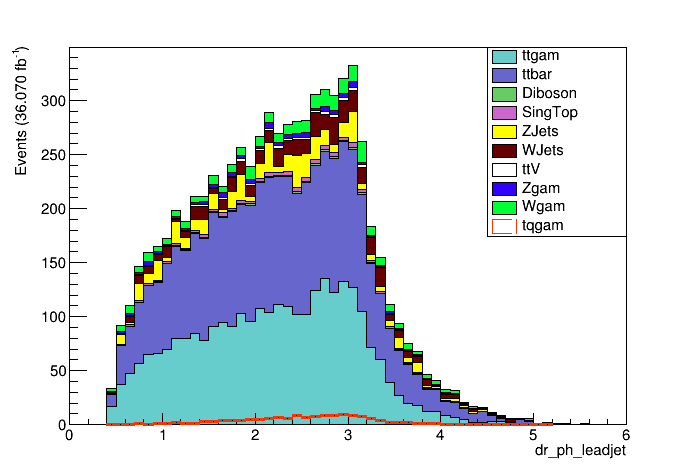 Events (36.070 fb⁻¹)
300
250
200
150
100
50
0
0 1 2 3 4 5 6
dr_ph_leadjet
ttgam
ttbar
Diboson
SingTop
ZJets
WJets
ttV
Zgam
Wgam
tqgam